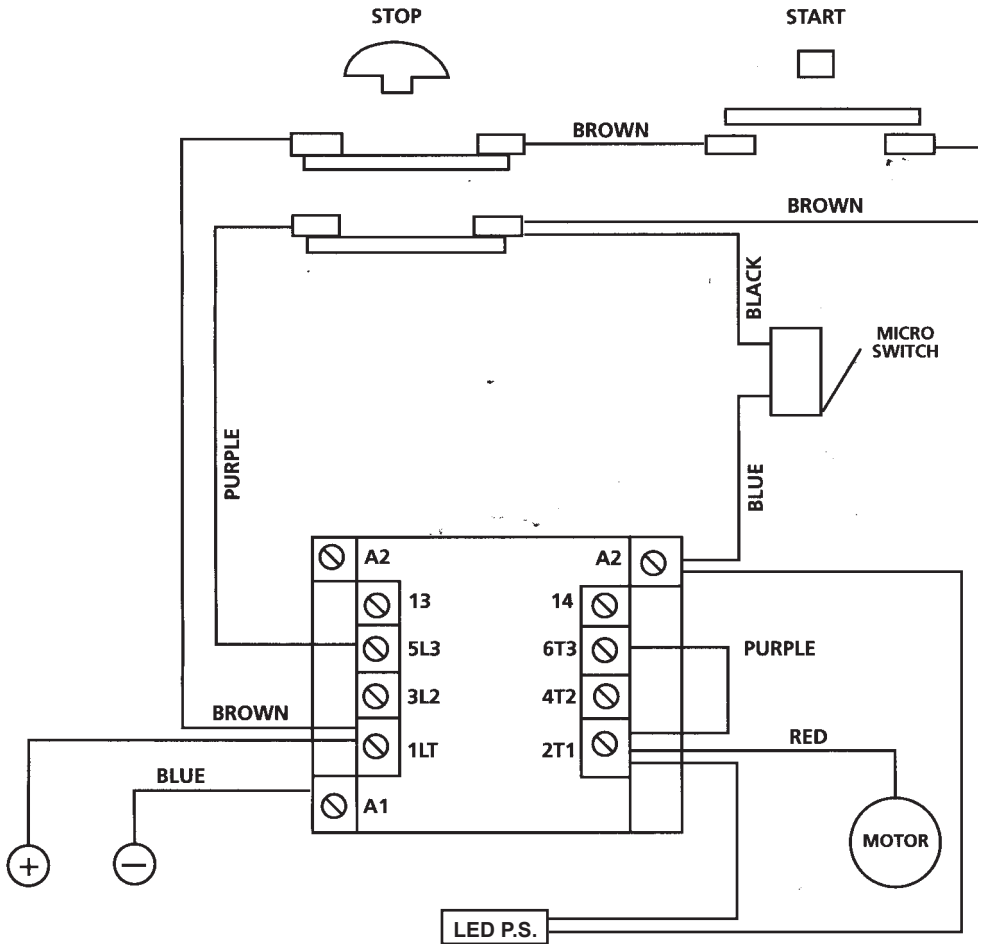 STOP
START
BROWN
BROWN
BLACK
MICRO
SWITCH
PURPLE
BLUE
A2
A2
13
14
5L3
6T3
PURPLE
3L2
4T2
BROWN
1LT
2T1
RED
BLUE
A1
MOTOR
+
−
LED P.S.